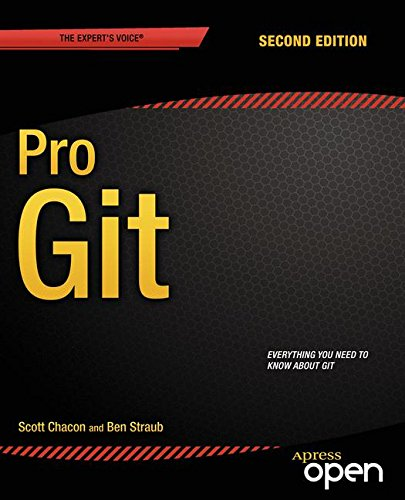 THE EXPERT'S VOICE®
SECOND EDITION
Pro
Git
EVERYTHING YOU NEED TO
KNOW ABOUT GIT
Scott Chacon and Ben Straub
Apress
open